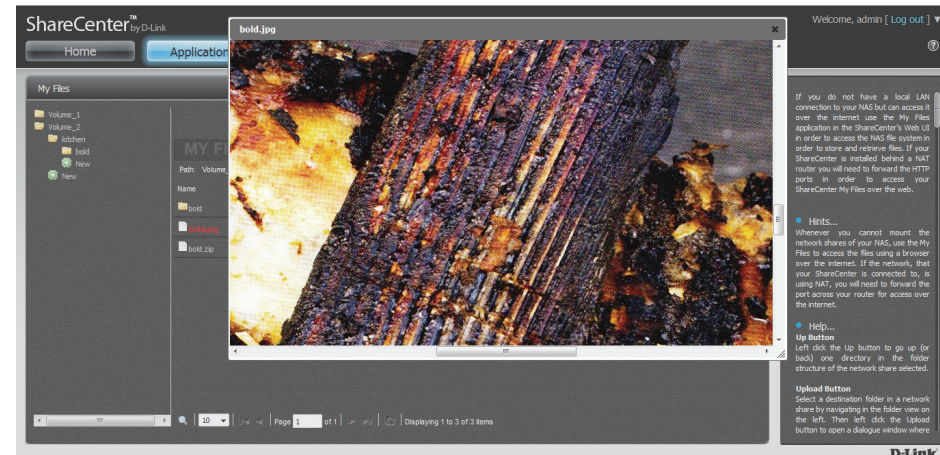 ShareCenter™ by D-Link
Welcome, admin [ Log out ]
Home
Application
bold.jpg
My Files
Volume_1
Volume_2
kitchen
bold
New
New
MY FI
Path: Volume_
Name
bold
bold.jpg
bold.zip
10
Page 1 of 1
Displaying 1 to 3 of 3 items
If you do not have a local LAN
connection to your NAS but can access it
over the internet use the My Files
application in the ShareCenter's Web UI
in order to access the NAS file system in
order to store and retrieve files. If your
ShareCenter is installed behind a NAT
router you will need to forward the HTTP
ports in order to access your
ShareCenter My Files over the web.
Hints...
Whenever you cannot mount the
network shares of your NAS, use the My
Files to access the files using a browser
over the internet. If the network, that
your ShareCenter is connected to, is
using NAT, you will need to forward the
port across your router for access over
the internet.
Help...
Up Button
Left click the Up button to go up (or
back) one directory in the folder
structure of the network share selected.
Upload Button
Select a destination folder in a network
share by navigating in the folder view on
the left. Then left click the Upload
button to open a dialogue window where
D-Link